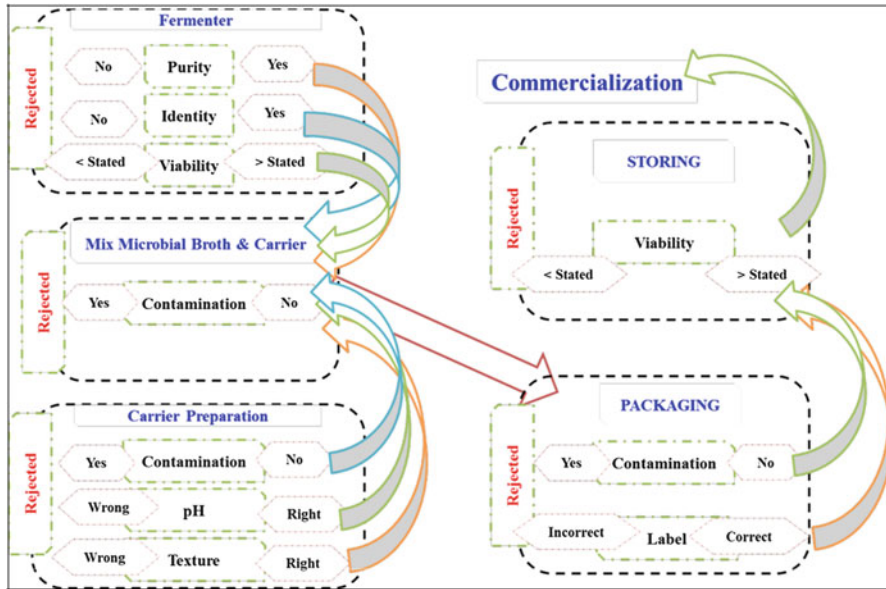 Fermenter
Rejected
No Purity Yes
No Identity Yes
< Stated Viability > Stated
Mix Microbial Broth & Carrier
Rejected
Yes Contamination No
Carrier Preparation
Rejected
Yes Contamination No
Wrong pH Right
Wrong Texture Right
Commercialization
STORING
Rejected
Viability
< Stated > Stated
PACKAGING
Rejected
Yes Contamination No
Incorrect Label Correct